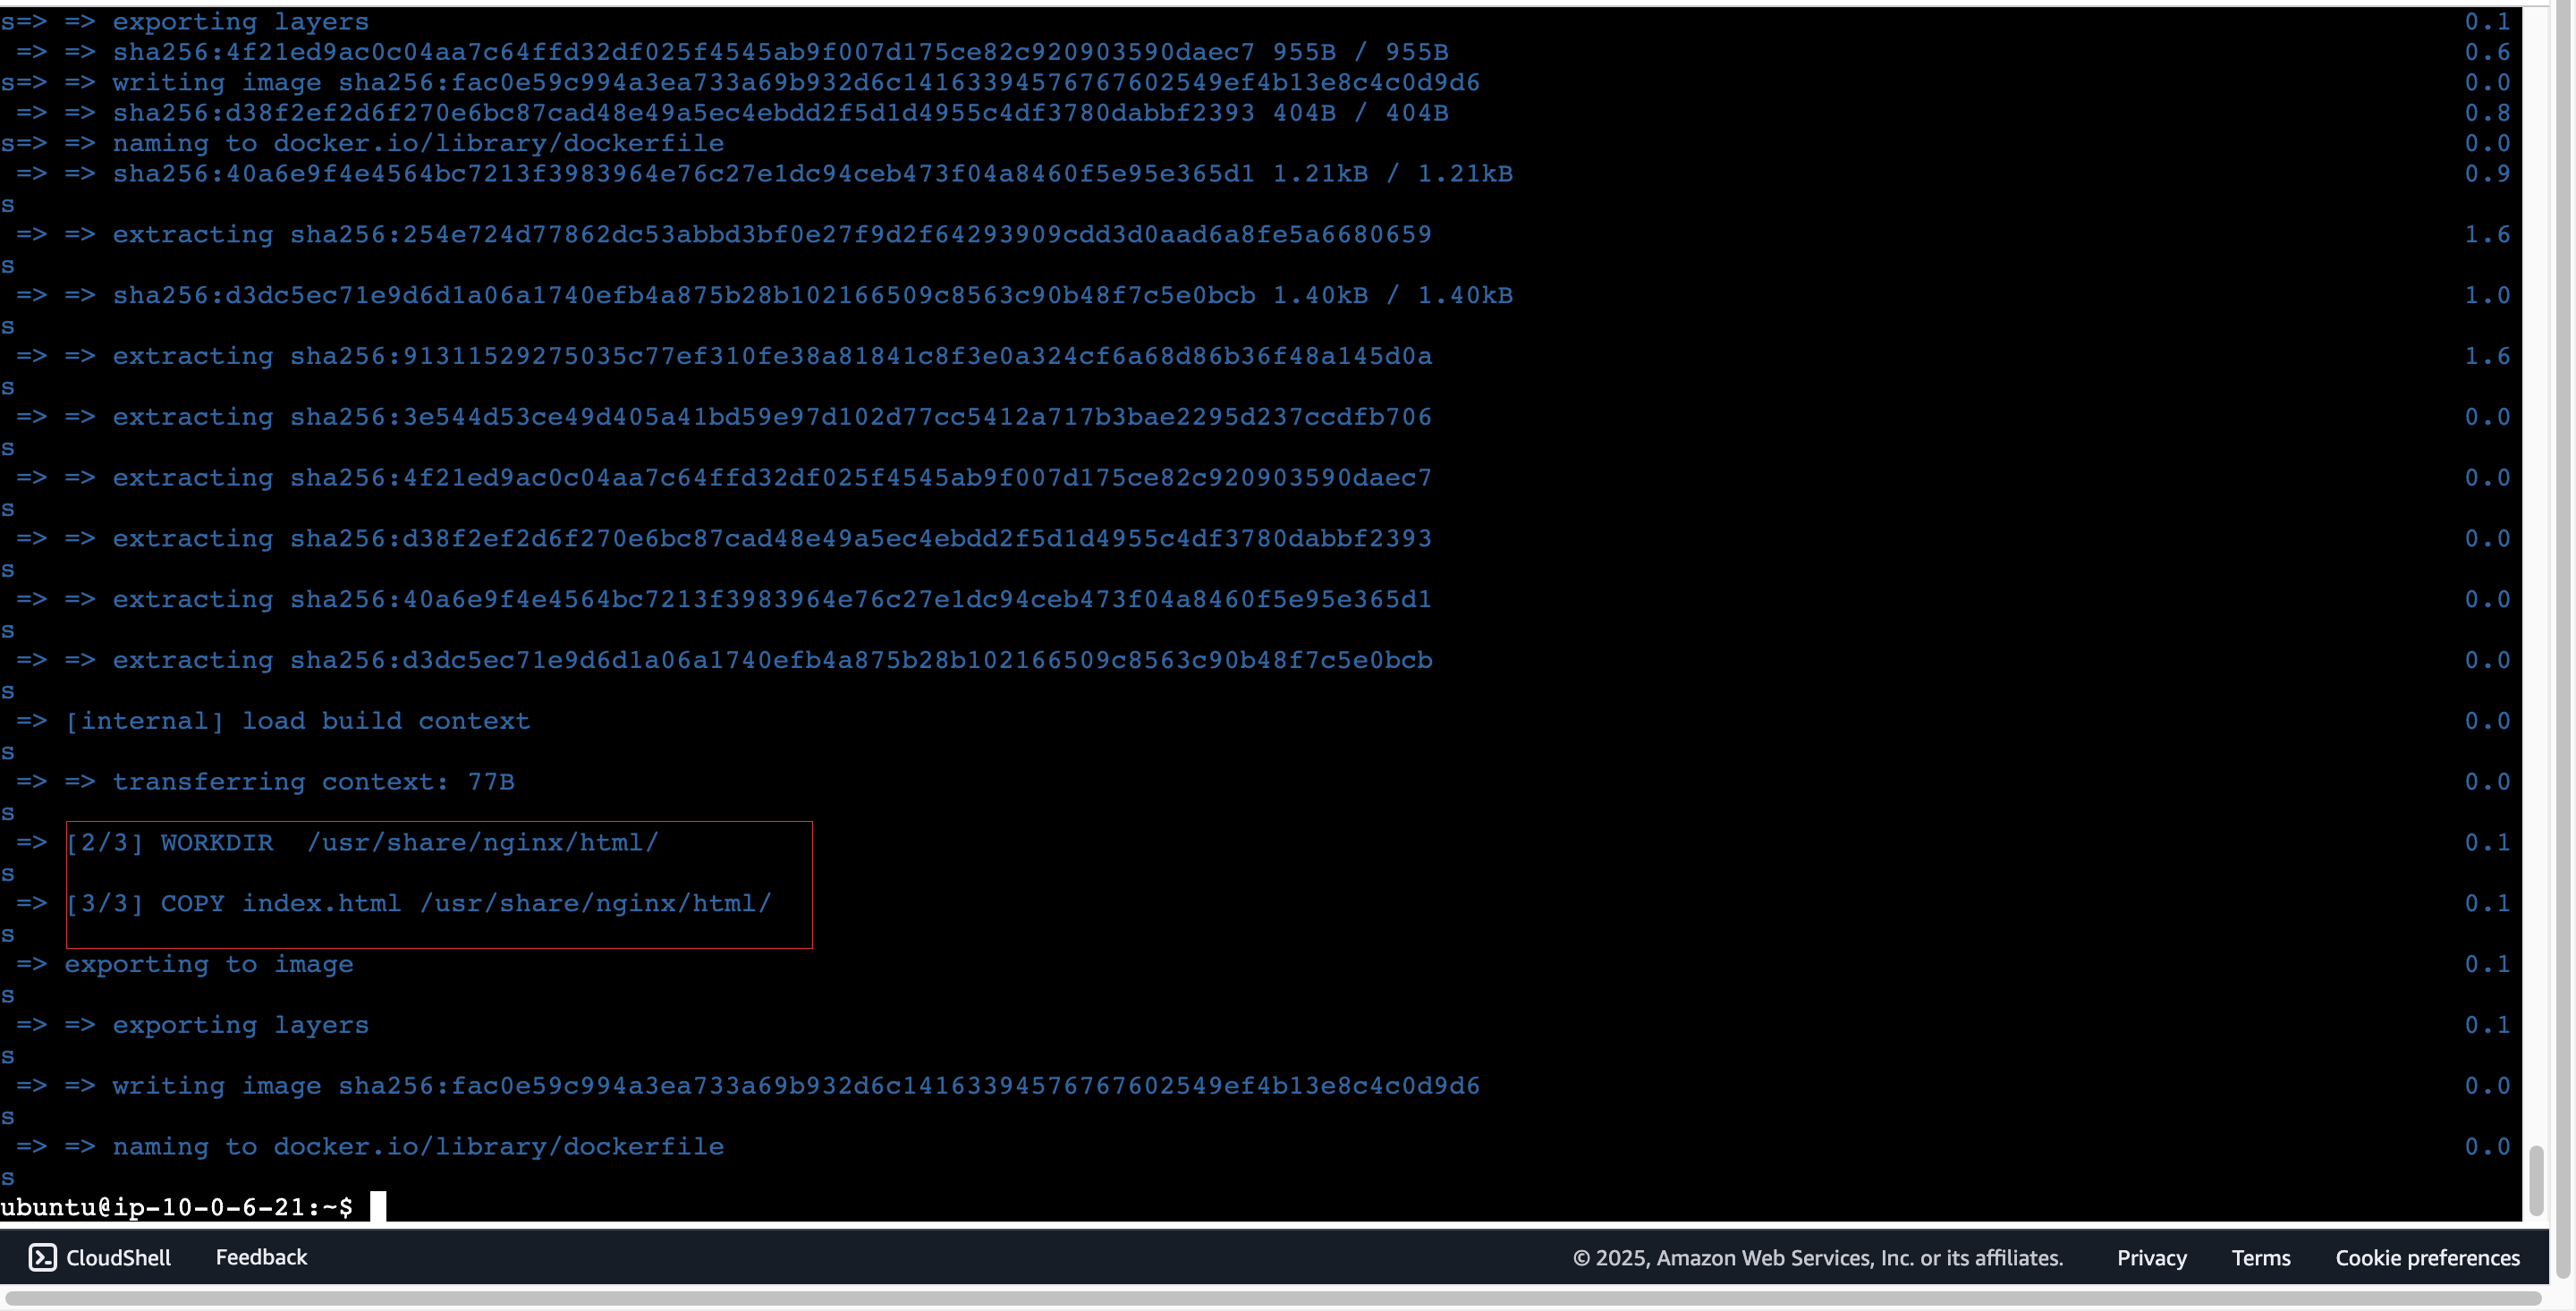 s=> => exporting layers 0.1
 => => sha256:4f21ed9ac0c04aa7c64ffd32df025f4545ab9f007d175ce82c920903590daec7 955B / 955B 0.6
s=> => writing image sha256:fac0e59c994a3ea733a69b932d6c14163394576767602549ef4b13e8c4c0d9d6 0.0
 => => sha256:d38f2ef2d6f270e6bc87cad48e49a5ec4ebdd2f5d1d4955c4df3780dabbf2393 404B / 404B 0.8
s=> => naming to docker.io/library/dockerfile 0.0
 => => sha256:40a6e9f4e4564bc7213f3983964e76c27e1dc94ceb473f04a8460f5e95e365d1 1.21kB / 1.21kB 0.9
s
 => => extracting sha256:254e724d77862dc53abbd3bf0e27f9d2f64293909cdd3d0aad6a8fe5a6680659 1.6
s
 => => sha256:d3dc5ec71e9d6d1a06a1740efb4a875b28b102166509c8563c90b48f7c5e0bcb 1.40kB / 1.40kB 1.0
s
 => => extracting sha256:91311529275035c77ef310fe38a81841c8f3e0a324cf6a68d86b36f48a145d0a 1.6
s
 => => extracting sha256:3e544d53ce49d405a41bd59e97d102d77cc5412a717b3bae2295d237ccdfb706 0.0
s
 => => extracting sha256:4f21ed9ac0c04aa7c64ffd32df025f4545ab9f007d175ce82c920903590daec7 0.0
s
 => => extracting sha256:d38f2ef2d6f270e6bc87cad48e49a5ec4ebdd2f5d1d4955c4df3780dabbf2393 0.0
s
 => => extracting sha256:40a6e9f4e4564bc7213f3983964e76c27e1dc94ceb473f04a8460f5e95e365d1 0.0
s
 => => extracting sha256:d3dc5ec71e9d6d1a06a1740efb4a875b28b102166509c8563c90b48f7c5e0bcb 0.0
s
 => [internal] load build context 0.0
s
 => => transferring context: 77B 0.0
s
 => [2/3] WORKDIR  /usr/share/nginx/html/ 0.1
s
 => [3/3] COPY index.html /usr/share/nginx/html/ 0.1
s
 => exporting to image 0.1
s
 => => exporting layers 0.1
s
 => => writing image sha256:fac0e59c994a3ea733a69b932d6c14163394576767602549ef4b13e8c4c0d9d6 0.0
s
 => => naming to docker.io/library/dockerfile 0.0
s
ubuntu@ip-10-0-6-21:~$
CloudShell Feedback © 2025, Amazon Web Services, Inc. or its affiliates. Privacy Terms Cookie preferences